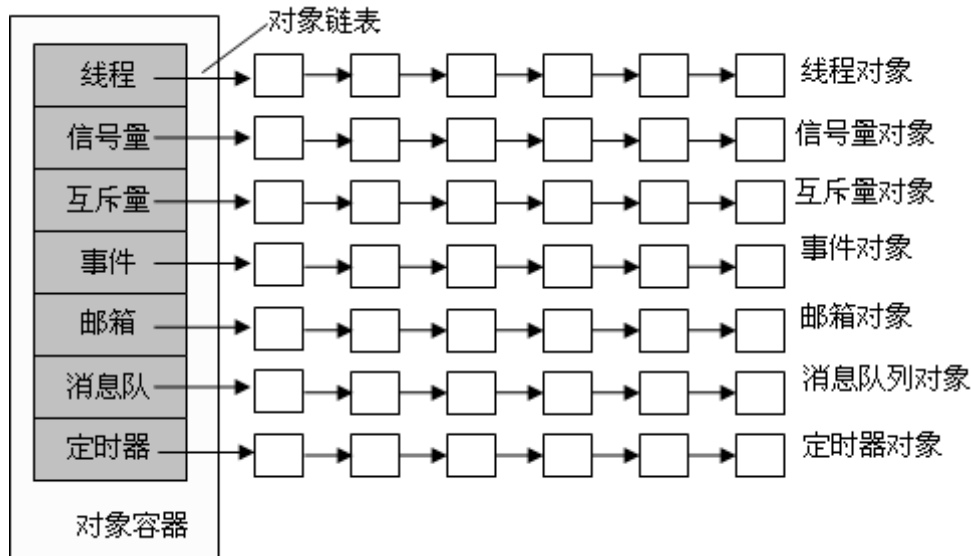 对象链表
线程
线程对象
信号量
信号量对象
互斥量
互斥量对象
事件
事件对象
邮箱
邮箱对象
消息队
消息队列对象
定时器
定时器对象
对象容器